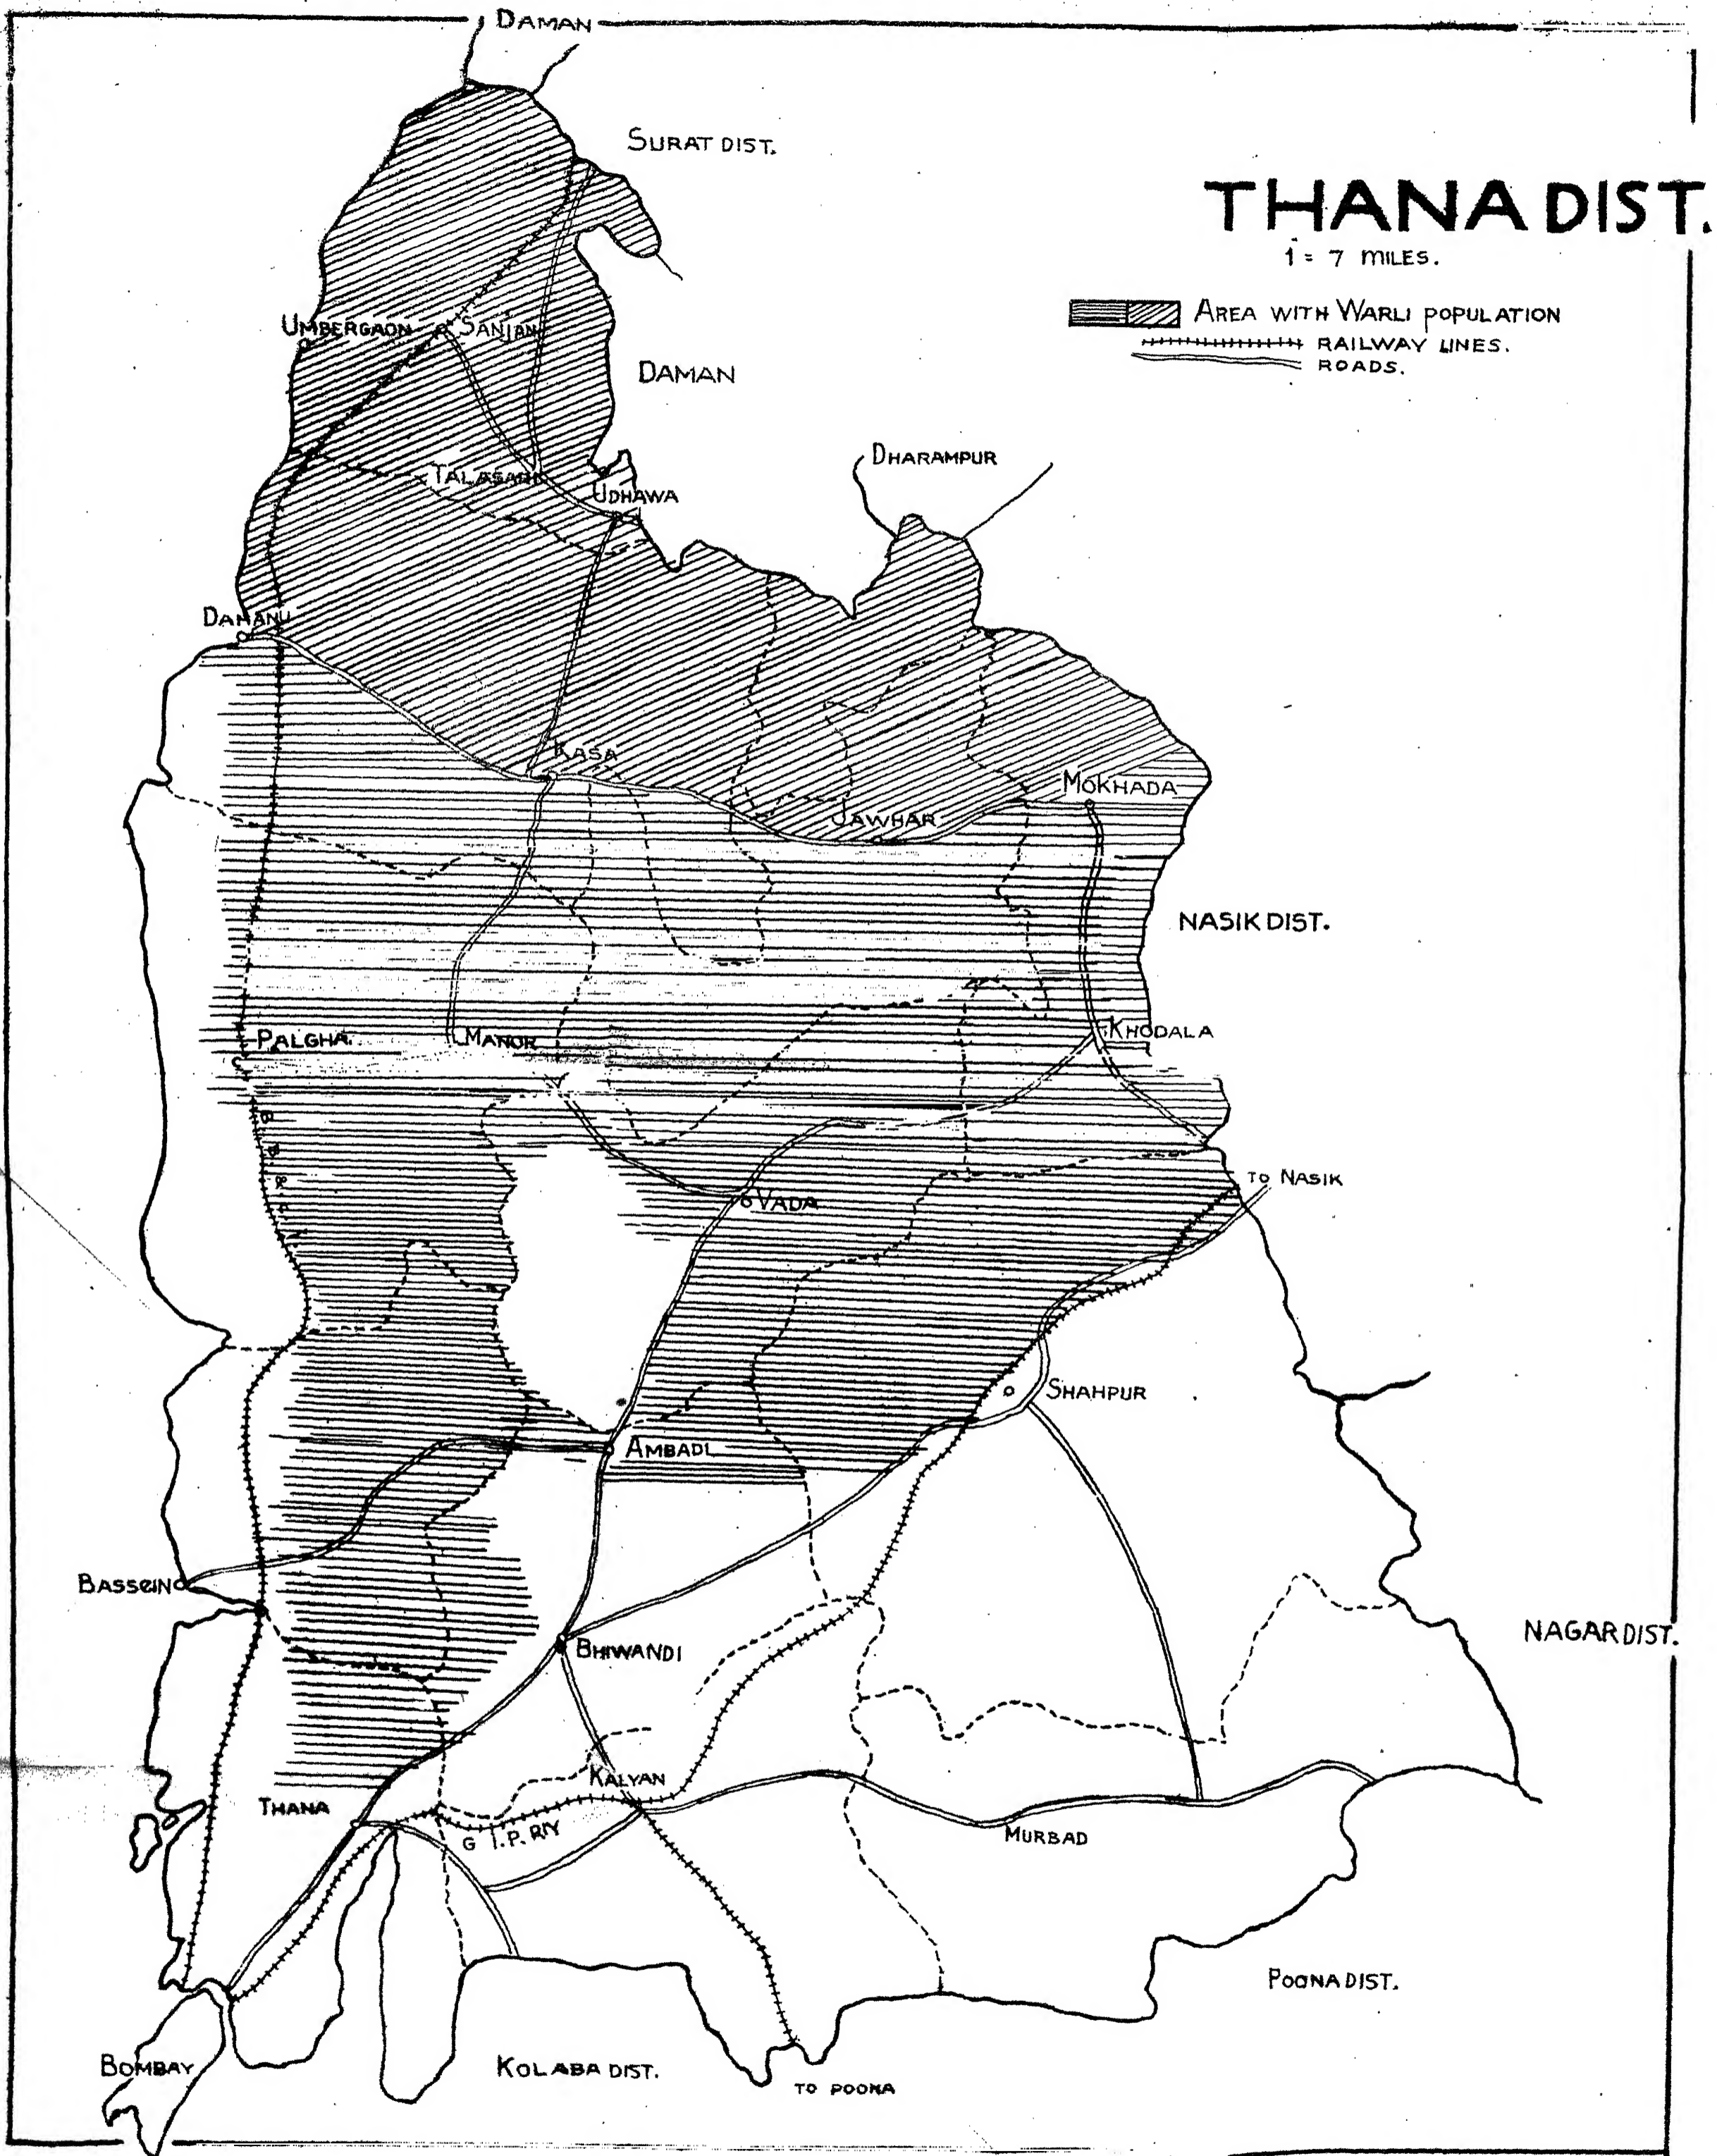 DAMAN
SURAT DIST.
THANA DIST.
1 = 7 MILES.
AREA WITH WARLI POPULATION
RAILWAY LINES.
ROADS.
UMBERGAON
SANJAN
DAMAN
DHARAMPUR
TALASARI
UDHAWA
DAHANU
KASA
MOKHADA
JAWHAR
NASIK DIST.
PALGHA
MANOR
KHODALA
TO NASIK
VADA
SHAHPUR
AMBADI
BASSEIN
NAGAR DIST.
BHIWANDI
KALYAN
THANA
G.I.P. RLY
MURBAD
POONA DIST.
BOMBAY
KOLABA DIST.
TO POONA